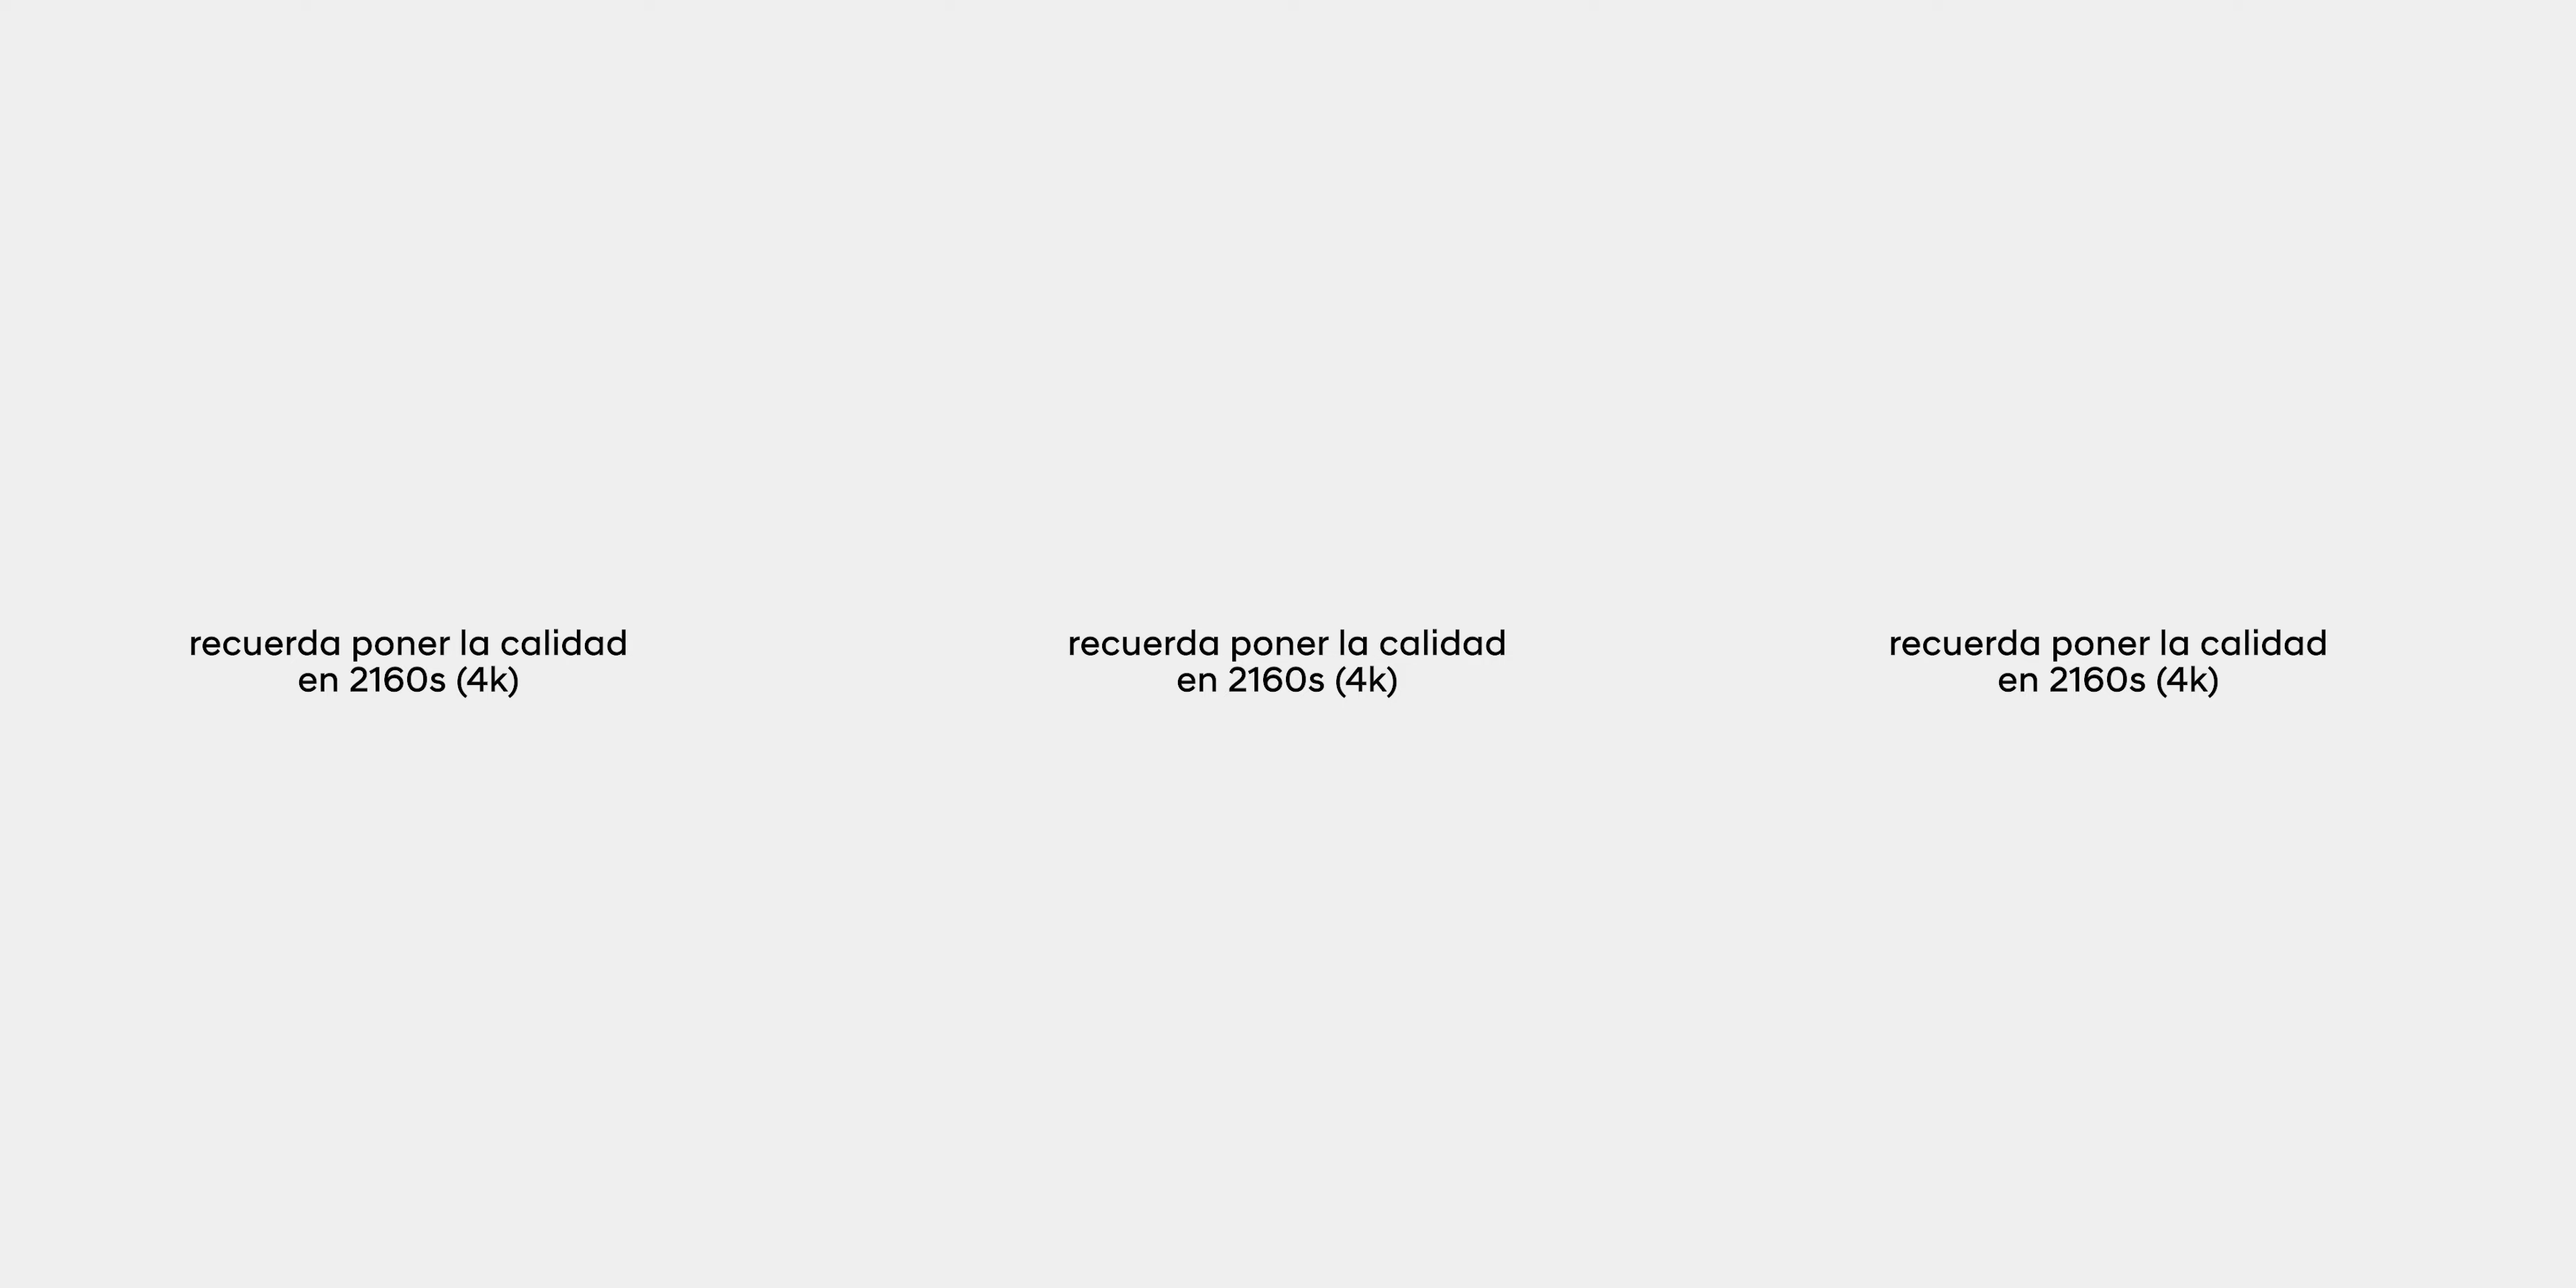 recuerda poner la calidad
en 2160s (4k)
recuerda poner la calidad
en 2160s (4k)
recuerda poner la calidad
en 2160s (4k)